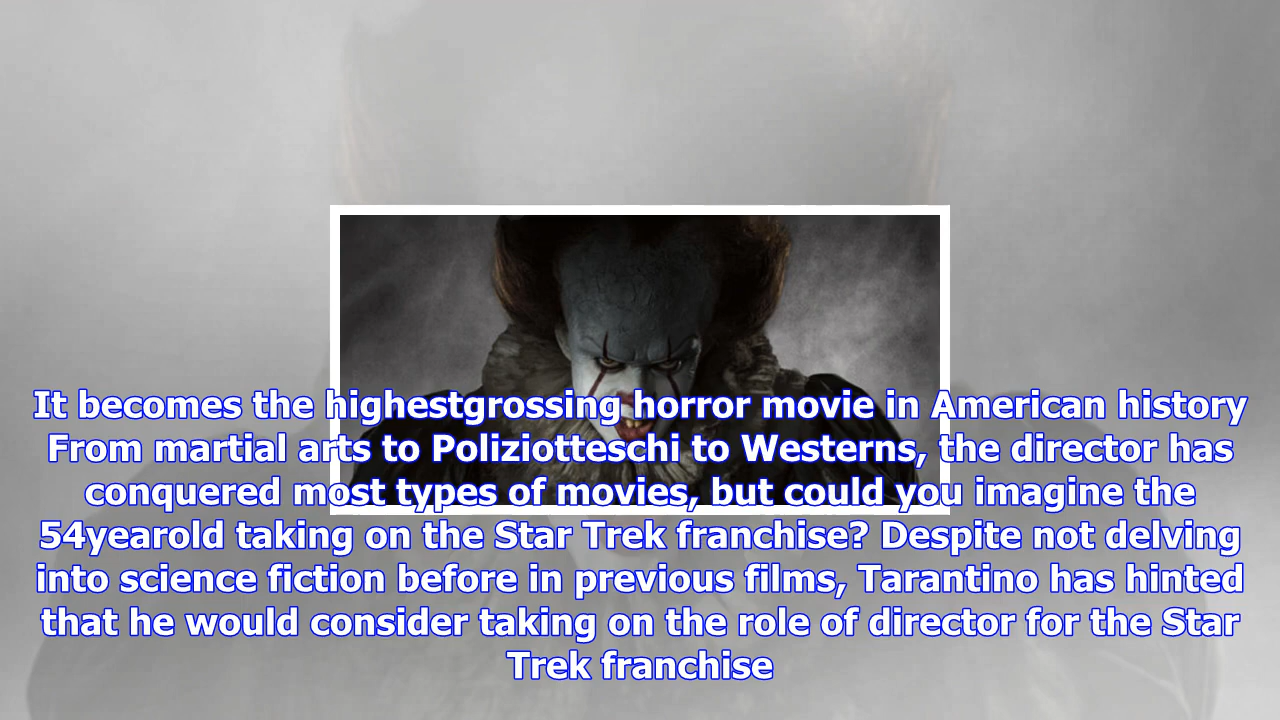 It becomes the highestgrossing horror movie in American history
From martial arts to Poliziotteschi to Westerns, the director has
conquered most types of movies, but could you imagine the
54yearold taking on the Star Trek franchise? Despite not delving
into science fiction before in previous films, Tarantino has hinted
that he would consider taking on the role of director for the Star
Trek franchise